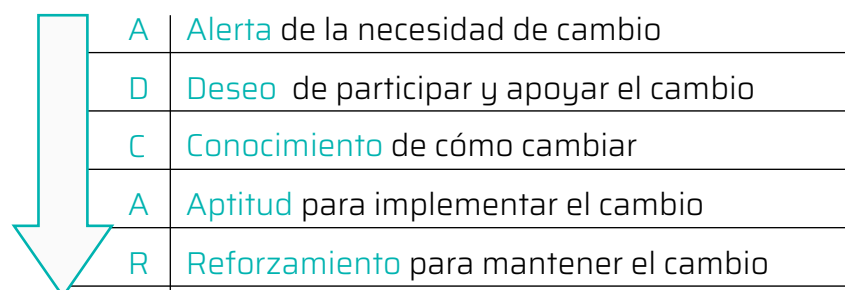 A Alerta de la necesidad de cambio
D Deseo de participar y apoyar el cambio
C Conocimiento de cómo cambiar
A Aptitud para implementar el cambio
R Reforzamiento para mantener el cambio